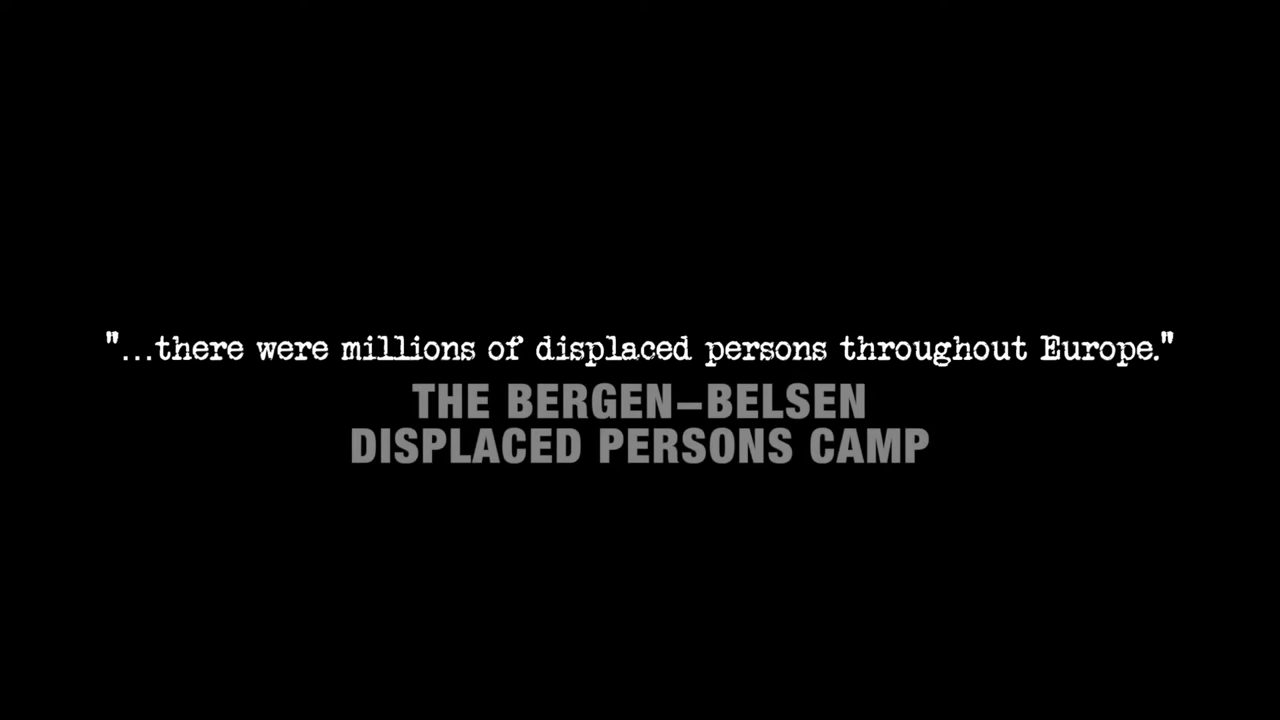 "...there were millions of displaced persons throughout Europe."
THE BERGEN–BELSEN
DISPLACED PERSONS CAMP